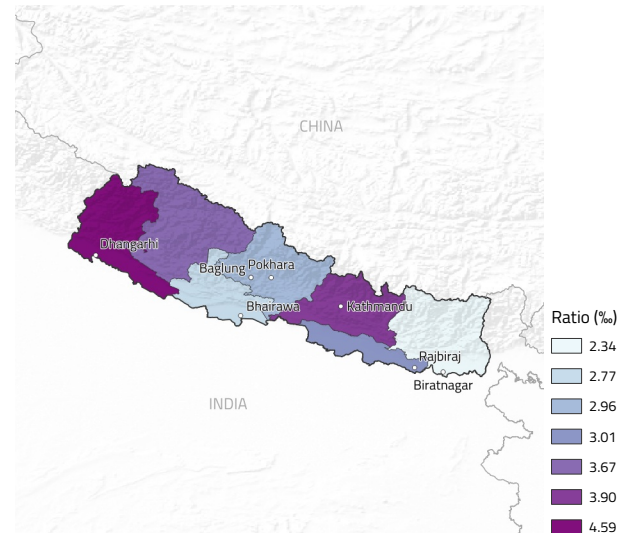 CHINA
Dhangarhi
Baglung
Pokhara
Bhairawa
Kathmandu
Rajbiraj
Biratnagar
INDIA
Ratio (‰)
2.34
2.77
2.96
3.01
3.67
3.90
4.59